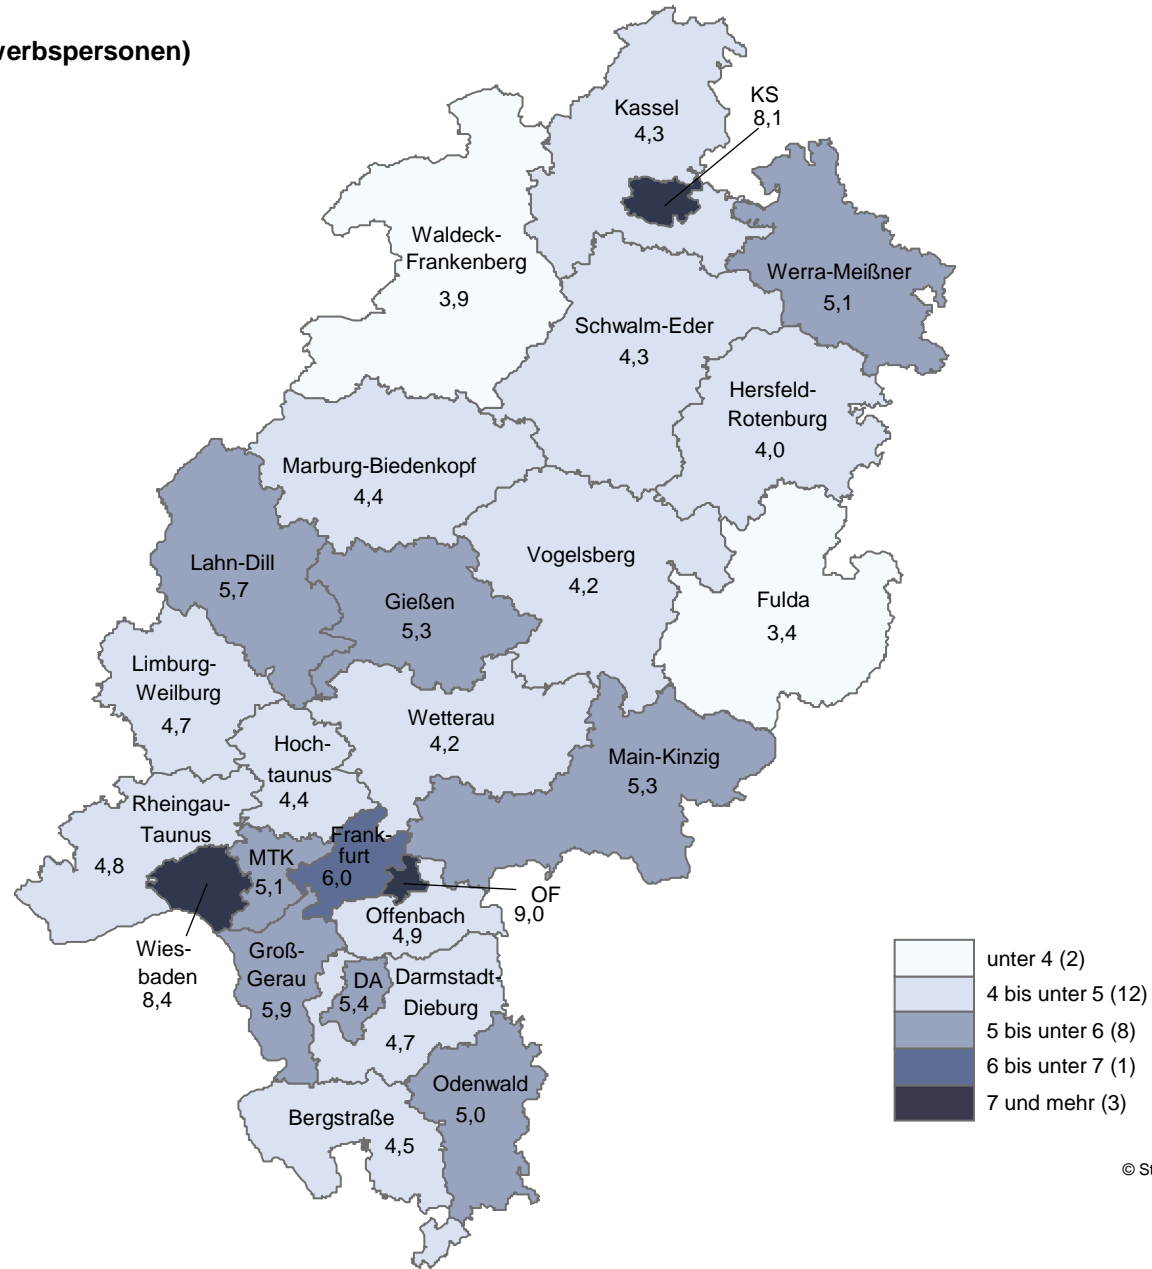 werbspersonen)
KS
8,1
Kassel
4,3
Waldeck-
Frankenberg
3,9
Werra-Meißner
5,1
Schwalm-Eder
4,3
Hersfeld-
Rotenburg
4,0
Marburg-Biedenkopf
4,4
Lahn-Dill
5,7
Vogelsberg
4,2
Gießen
5,3
Fulda
3,4
Limburg-
Weilburg
4,7
Wetterau
4,2
Hoch-
taunus
4,4
Main-Kinzig
5,3
Rheingau-
Taunus
4,8
Frank-
furt
6,0
MTK
5,1
OF
9,0
Offenbach
4,9
Wies-
baden
8,4
Groß-
Gerau
5,9
DA
5,4
Darmstadt-
Dieburg
4,7
Odenwald
5,0
Bergstraße
4,5
unter 4 (2)
4 bis unter 5 (12)
5 bis unter 6 (8)
6 bis unter 7 (1)
7 und mehr (3)
© St